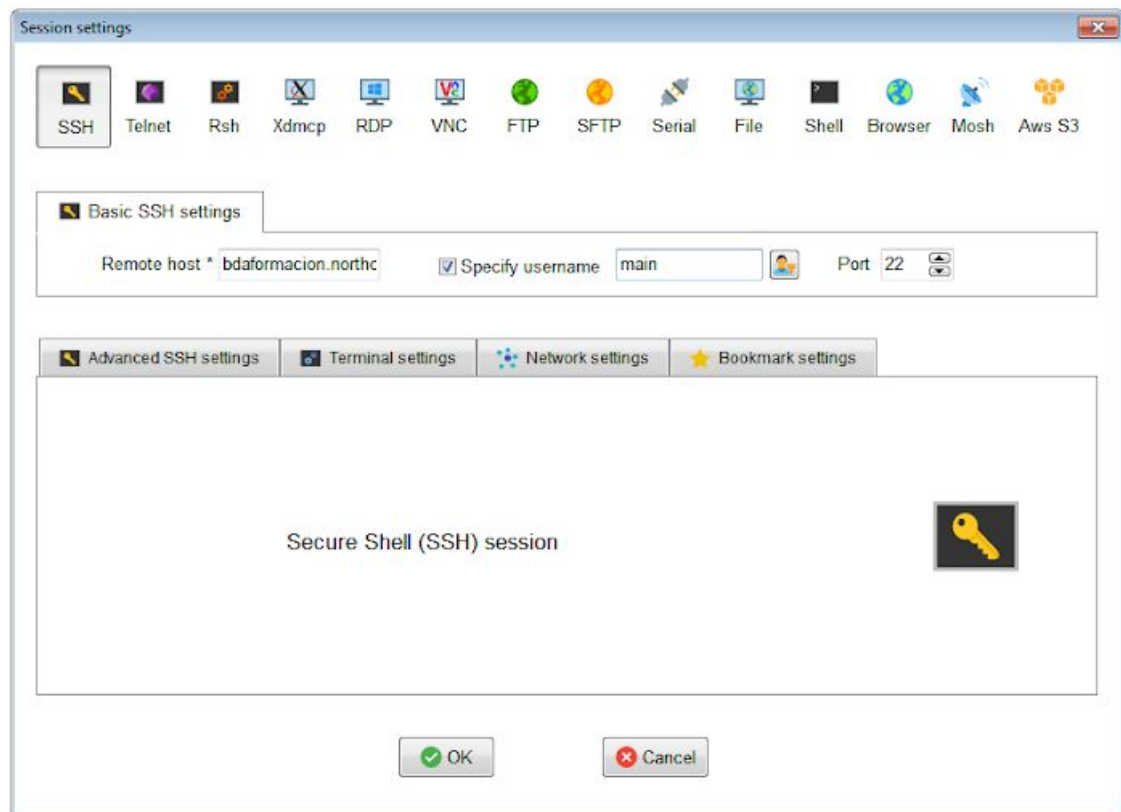 Session settings
SSH Telnet Rsh Xdmcp RDP VNC FTP SFTP Serial File Shell Browser Mosh Aws S3
Basic SSH settings
Remote host * bdaformacion.northc Specify username main Port 22
Advanced SSH settings Terminal settings Network settings Bookmark settings
Secure Shell (SSH) session
OK Cancel